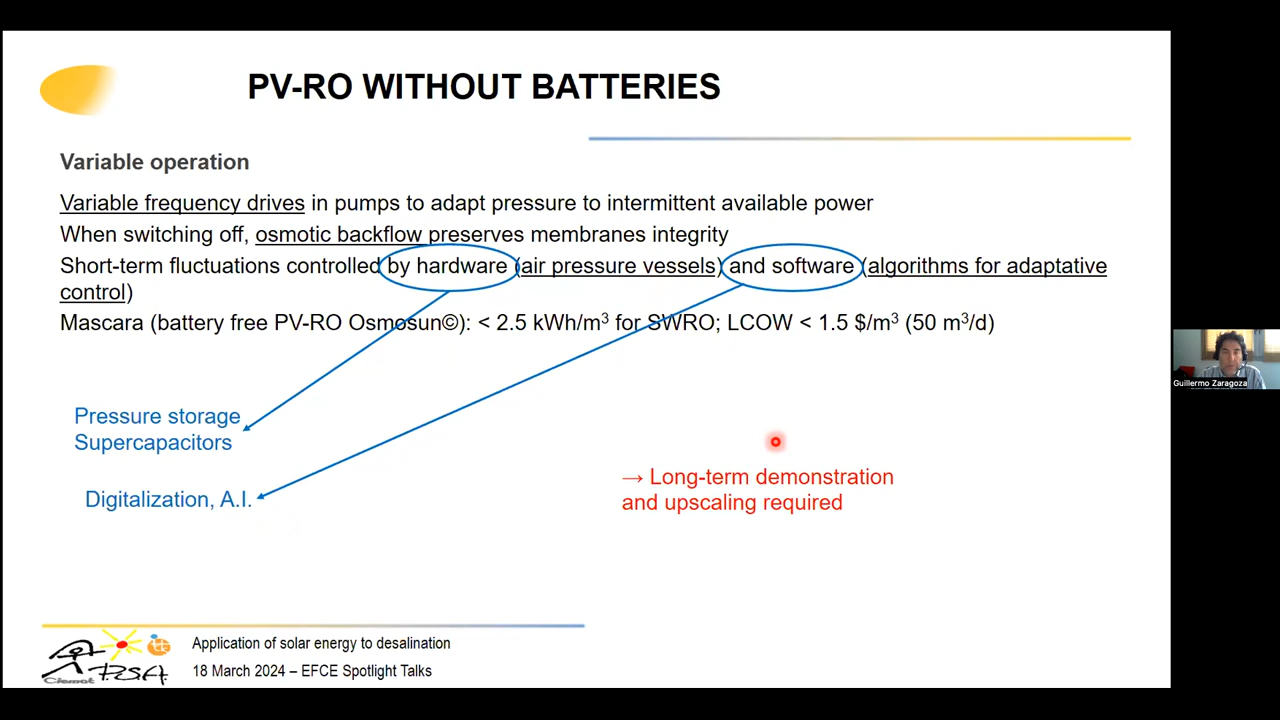 PV-RO WITHOUT BATTERIES
Variable operation
Variable frequency drives in pumps to adapt pressure to intermittent available power
When switching off, osmotic backflow preserves membranes integrity
Short-term fluctuations controlled by hardware (air pressure vessels) and software (algorithms for adaptative
control)
Mascara (battery free PV-RO Osmosun©): < 2.5 kWh/m³ for SWRO; LCOW < 1.5 $/m³ (50 m³/d)
Pressure storage
Supercapacitors
Digitalization, A.I.
→ Long-term demonstration
and upscaling required
Guillermo Zaragoza
Ciemat PSA
Application of solar energy to desalination
18 March 2024 – EFCE Spotlight Talks